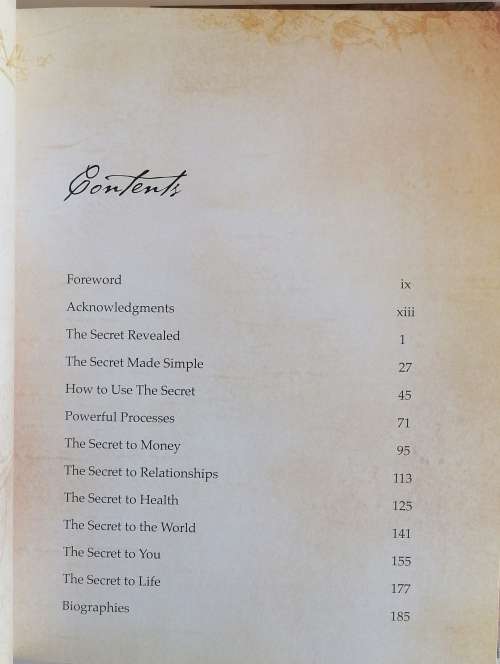 Contents
Foreword ix
Acknowledgments xiii
The Secret Revealed 1
The Secret Made Simple 27
How to Use The Secret 45
Powerful Processes 71
The Secret to Money 95
The Secret to Relationships 113
The Secret to Health 125
The Secret to the World 141
The Secret to You 155
The Secret to Life 177
Biographies 185